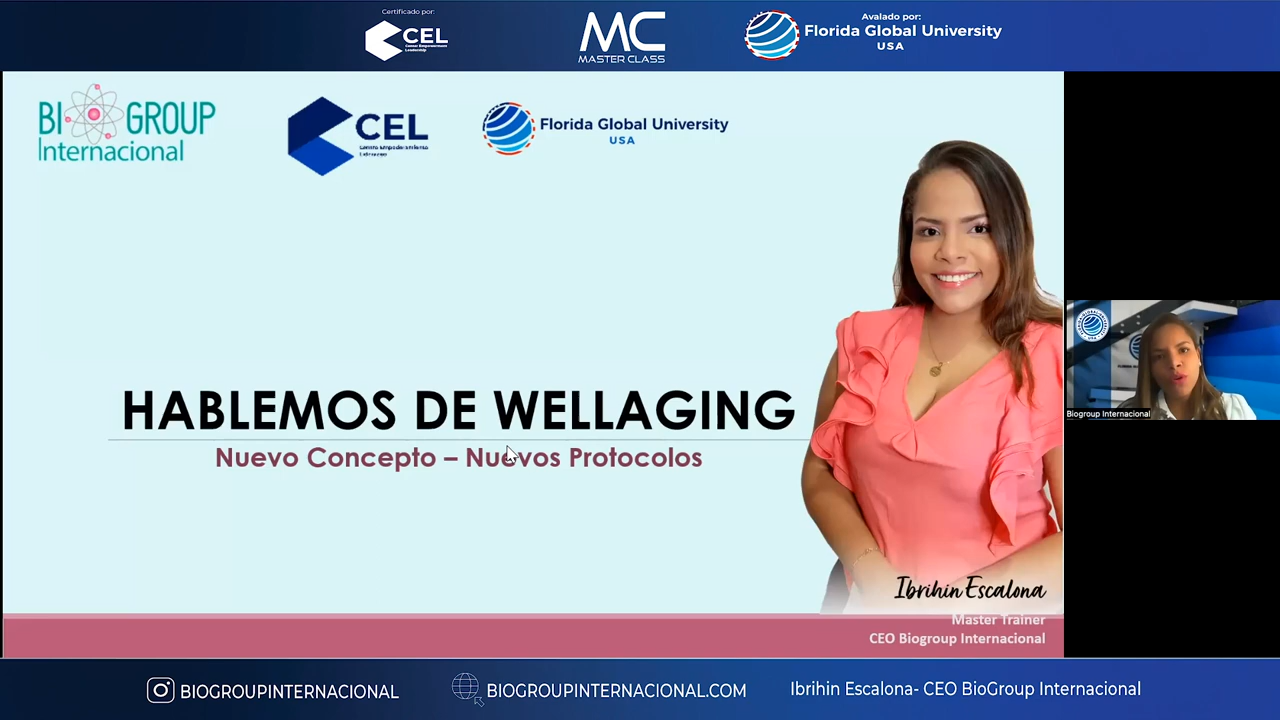 Certificado por:
CEL
MC
MASTER CLASS
Avalado por:
Florida Global University
USA
BI GROUP
Internacional
CEL
Florida Global University
USA
HABLEMOS DE WELLAGING
Nuevo Concepto – Nuevos Protocolos
Biogroup Internacional
Ibrihin Escalona
Master Trainer
CEO Biogroup Internacional
BIOGROUPINTERNACIONAL
BIOGROUPINTERNACIONAL.COM
Ibrihin Escalona- CEO BioGroup Internacional